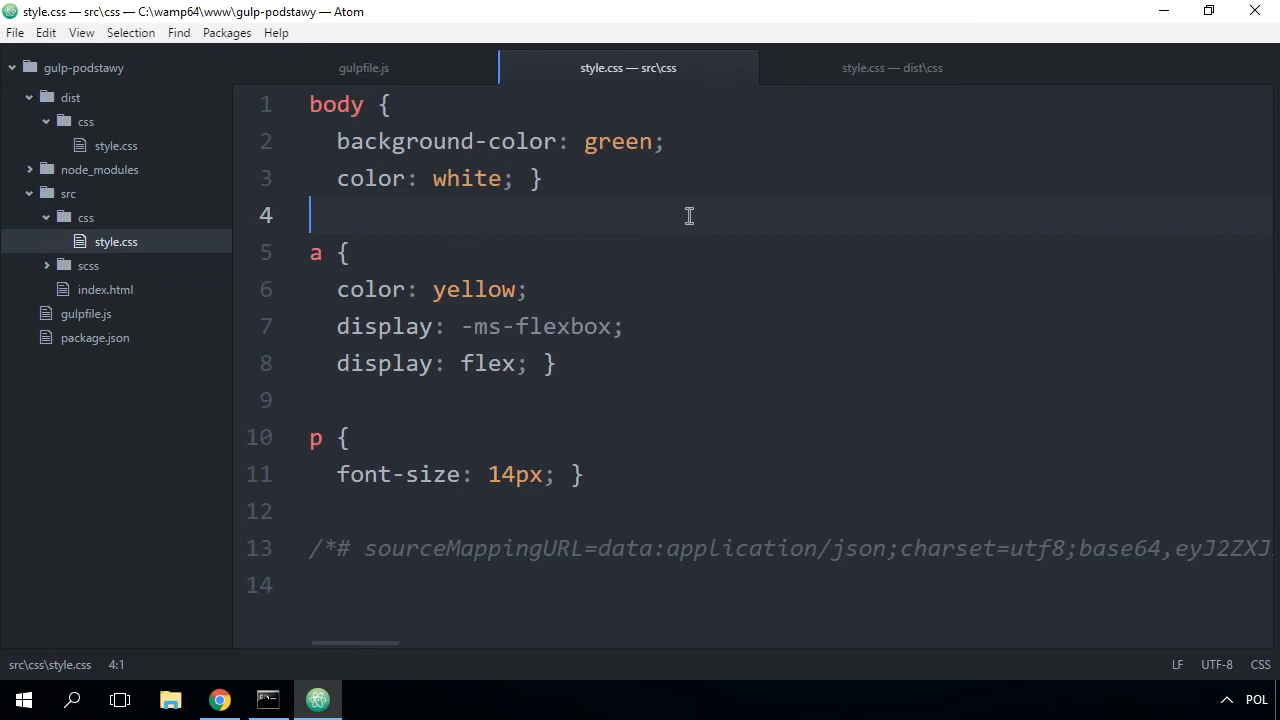 style.css — src\css — C:\wamp64\www\gulp-podstawy — Atom
File Edit View Selection Find Packages Help
gulp-podstawy
dist
css
style.css
node_modules
src
css
style.css
scss
index.html
gulpfile.js
package.json
gulpfile.js
style.css — src\css
style.css — dist\css
1 body {
2 background-color: green;
3 color: white; }
4
5 a {
6 color: yellow;
7 display: -ms-flexbox;
8 display: flex; }
9
10 p {
11 font-size: 14px; }
12
13 /*# sourceMappingURL=data:application/json;charset=utf8;base64,eyJ2ZXJ
14
src\css\style.css 4:1 LF UTF-8 CSS
POL